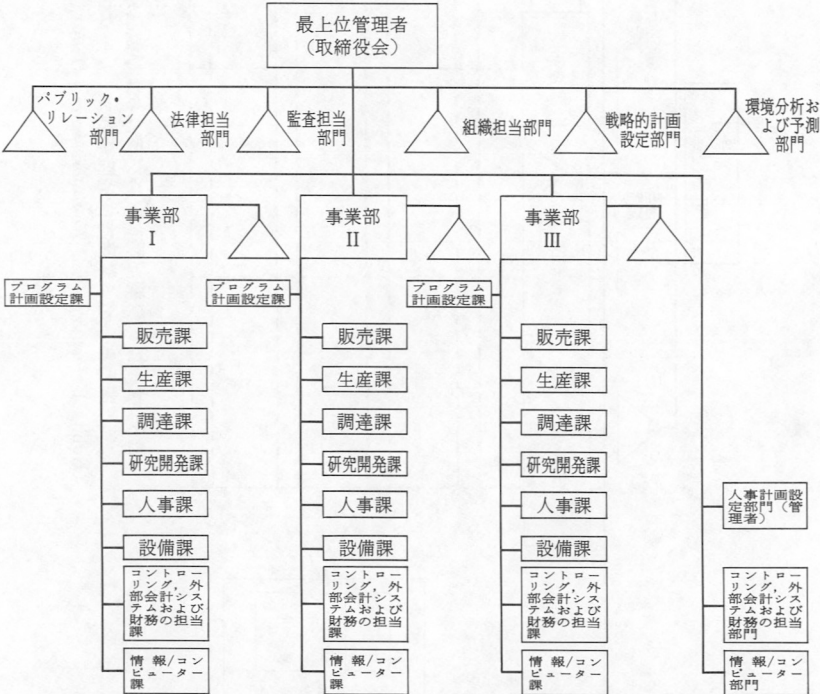 最上位管理者
（取締役会）
パブリック・
リレーション
部門
法律担当
部門
監査担当
部門
組織担当部門
戦略的計画
設定部門
環境分析お
よび予測
部門
事業部
I
事業部
II
事業部
III
プログラム
計画設定課
プログラム
計画設定課
プログラム
計画設定課
販売課
販売課
販売課
生産課
生産課
生産課
調達課
調達課
調達課
研究開発課
研究開発課
研究開発課
人事課
人事課
人事課
人事計画設
定部門（管
理者）
設備課
設備課
設備課
コントロー
リング，外
部会計，シス
テムおよび
財務の担当
課
コントロー
リング，外
部会計，シス
テムおよび
財務の担当
課
コントロー
リング，外
部会計，シス
テムおよび
財務の担当
課
コントロー
リング，外
部会計，シス
テムおよび
財務の担当
部門
情報/コン
ピューター
課
情報/コン
ピューター
課
情報/コン
ピューター
課
情報/コン
ピューター
部門